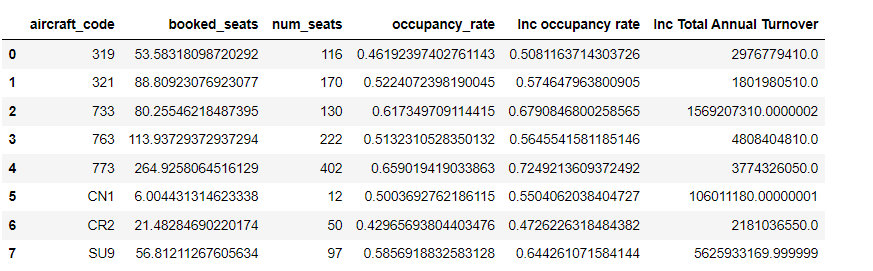 aircraft_code booked_seats num_seats occupancy_rate Inc occupancy rate Inc Total Annual Turnover
0 319 53.58318098720292 116 0.46192397402761143 0.5081163714303726 2976779410.0
1 321 88.80923076923077 170 0.5224072398190045 0.574647963800905 1801980510.0
2 733 80.25546218487395 130 0.617349709114415 0.6790846800258565 1569207310.0000002
3 763 113.93729372937294 222 0.5132310528350132 0.5645541581185146 4808404810.0
4 773 264.9258064516129 402 0.659019419033863 0.7249213609372492 3774326050.0
5 CN1 6.004431314623338 12 0.5003692762186115 0.5504062038404727 106011180.00000001
6 CR2 21.48284690220174 50 0.42965693804403476 0.4726226318484382 2181036550.0
7 SU9 56.81211267605634 97 0.5856918832583128 0.644261071584144 5625933169.999999